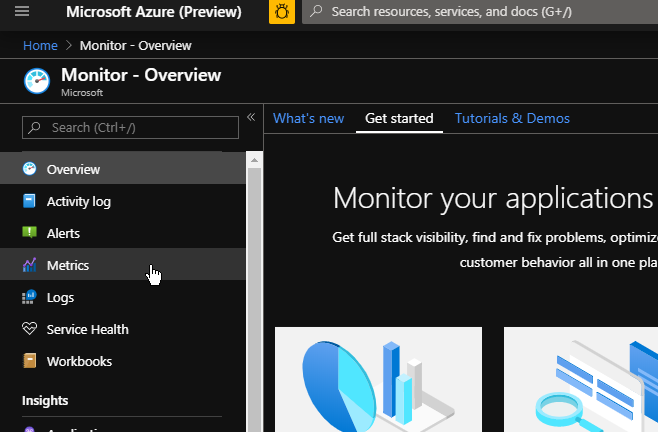 Microsoft Azure (Preview)
Search resources, services, and docs (G+/)
Home > Monitor - Overview
Monitor - Overview
Microsoft
Search (Ctrl+/)
«
What's new Get started Tutorials & Demos
Overview
Activity log
Alerts
Metrics
Logs
Service Health
Workbooks
Insights
Monitor your applications
Get full stack visibility, find and fix problems, optimiz
customer behavior all in one pla